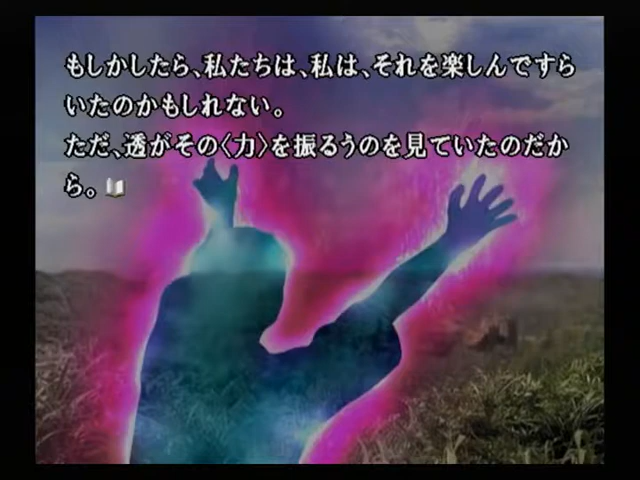 もしかしたら、私たちは、私は、それを楽しんですら
いたのかもしれない。
ただ、透がその〈力〉を振るうのを見ていたのだか
ら。